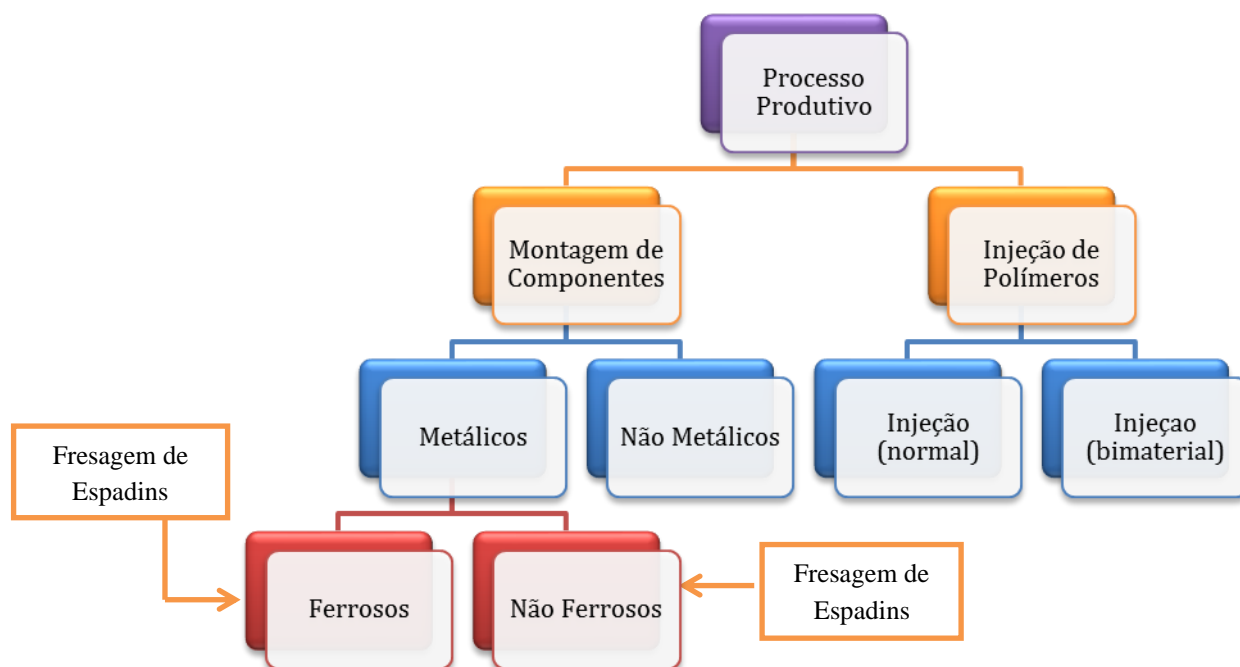 Processo
Produtivo
Montagem de
Componentes
Injeção de
Polímeros
Metálicos
Não Metálicos
Injeção
(normal)
Injeçao
(bimaterial)
Fresagem de
Espadins
Ferrosos
Não Ferrosos
Fresagem de
Espadins